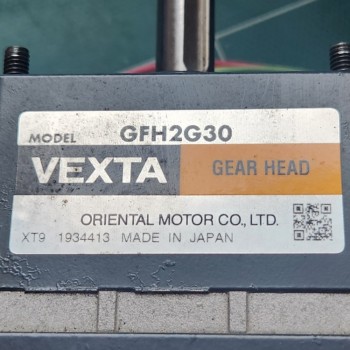 MODEL GFH2G30
VEXTA GEAR HEAD
ORIENTAL MOTOR CO., LTD.
XT9 1934413 MADE IN JAPAN